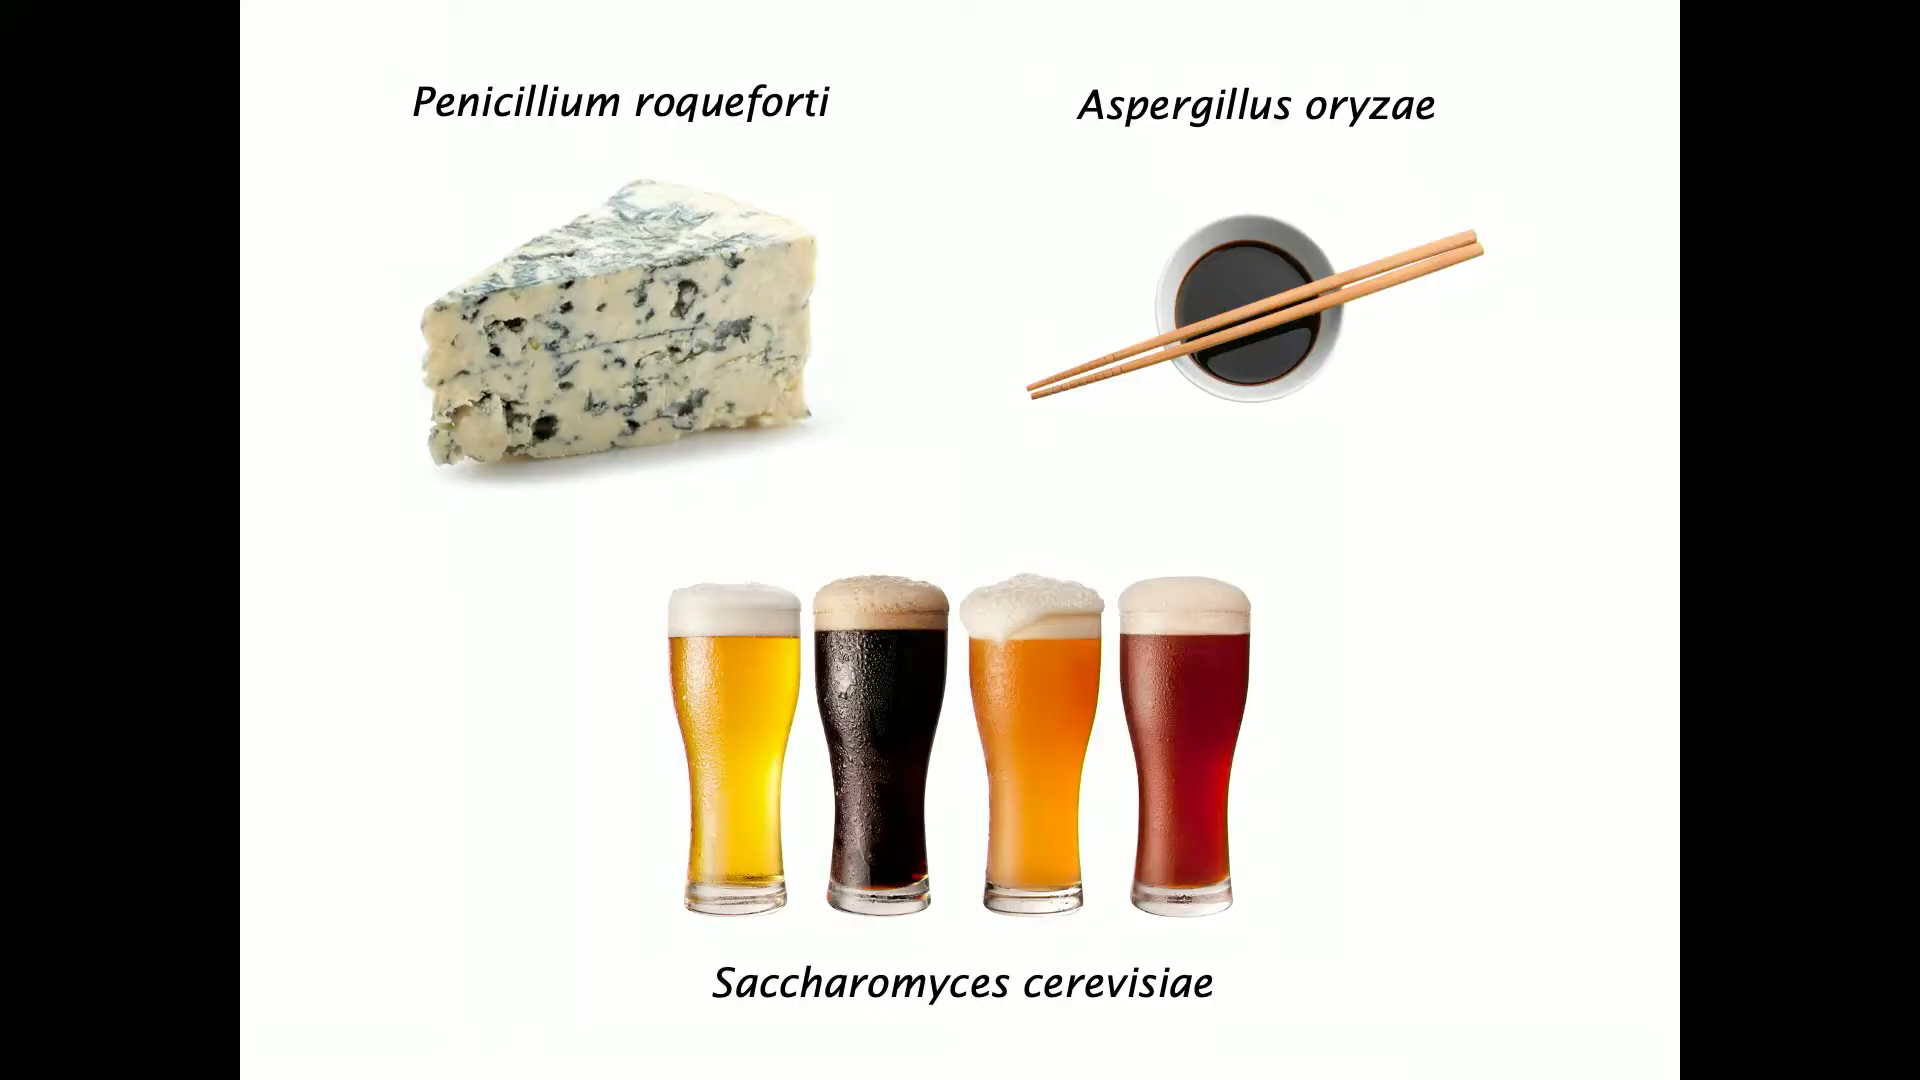 Penicillium roqueforti
Aspergillus oryzae
Saccharomyces cerevisiae